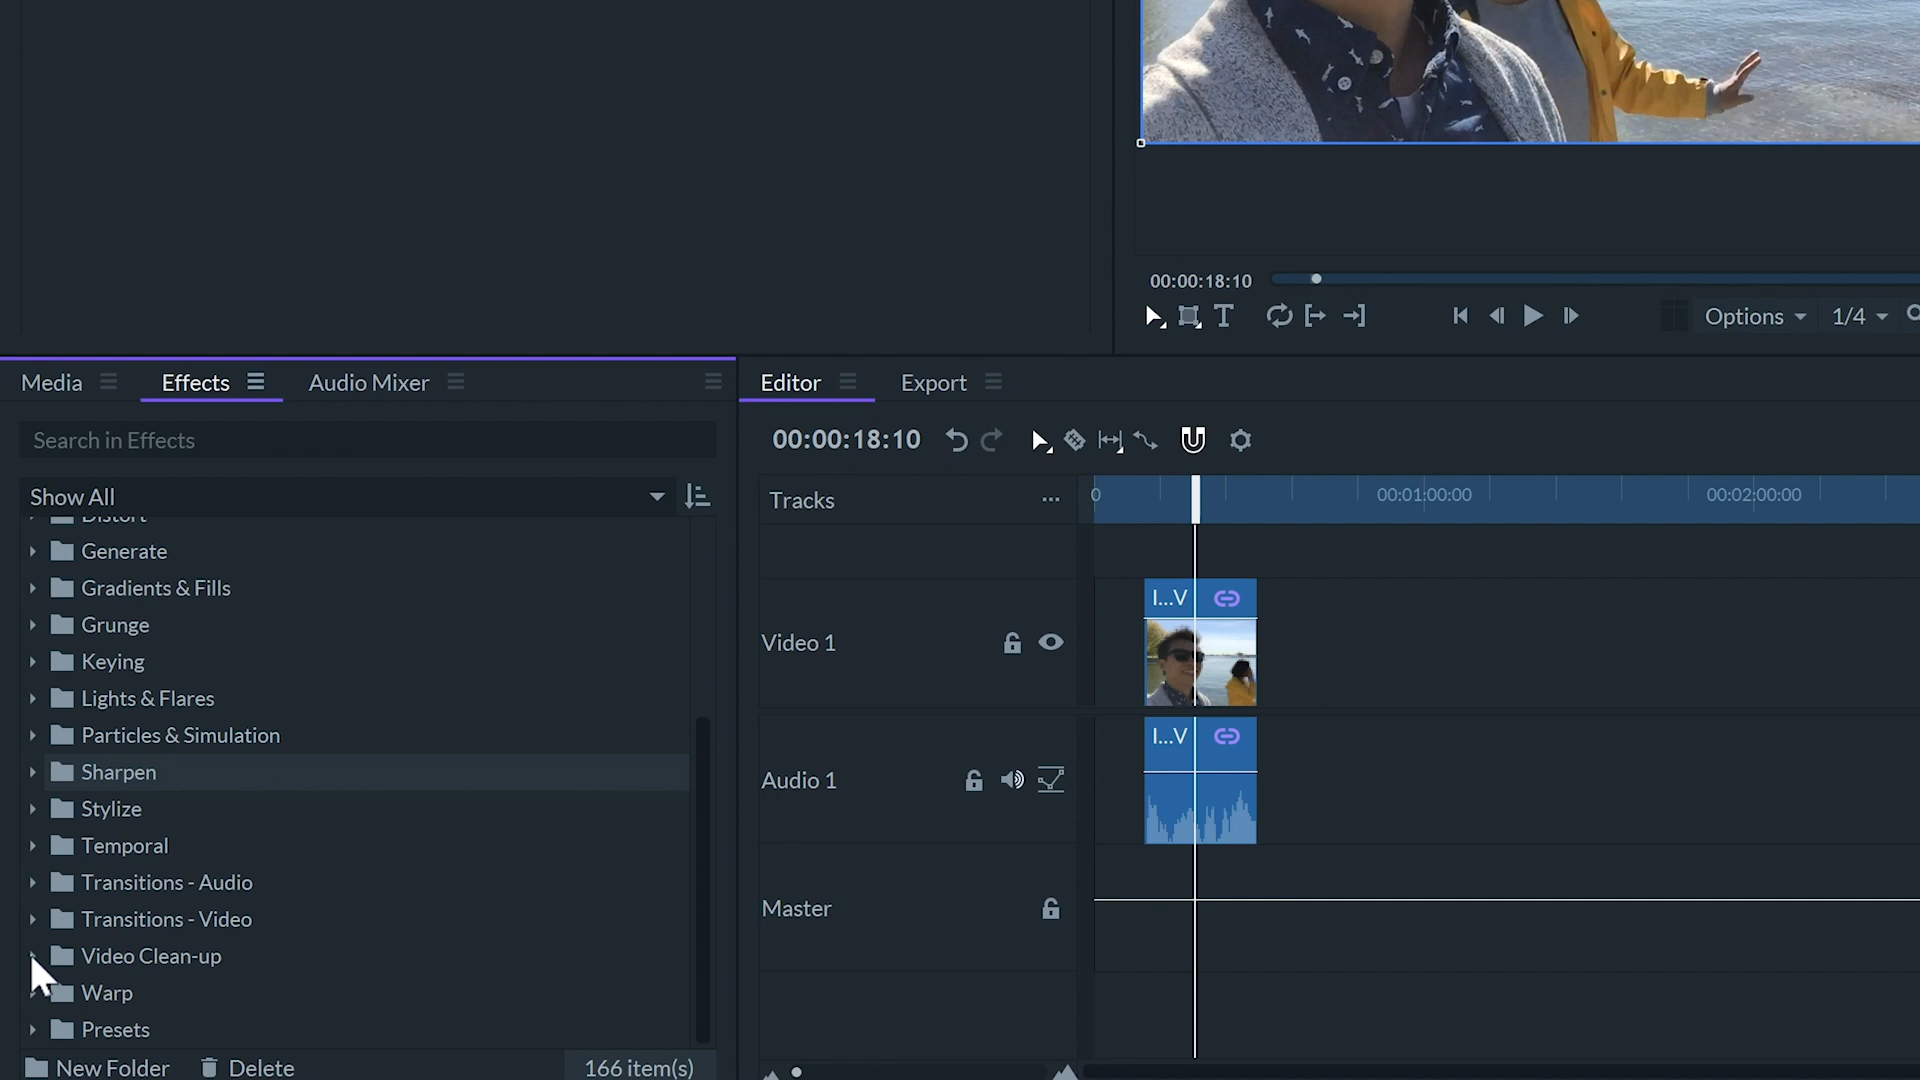 00:00:18:10
Options
1/4
Media
Effects
Audio Mixer
Search in Effects
Show All
Distort
Generate
Gradients & Fills
Grunge
Keying
Lights & Flares
Particles & Simulation
Sharpen
Stylize
Temporal
Transitions - Audio
Transitions - Video
Video Clean-up
Warp
Presets
New Folder
Delete
166 item(s)
Editor
Export
00:00:18:10
Tracks
0
00:01:00:00
00:02:00:00
Video 1
I...V
Audio 1
I...V
Master